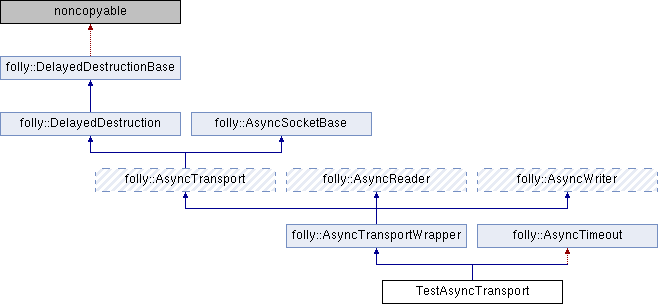 noncopyable
folly::DelayedDestructionBase
folly::DelayedDestruction
folly::AsyncSocketBase
folly::AsyncTransport
folly::AsyncReader
folly::AsyncWriter
folly::AsyncTransportWrapper
folly::AsyncTimeout
TestAsyncTransport